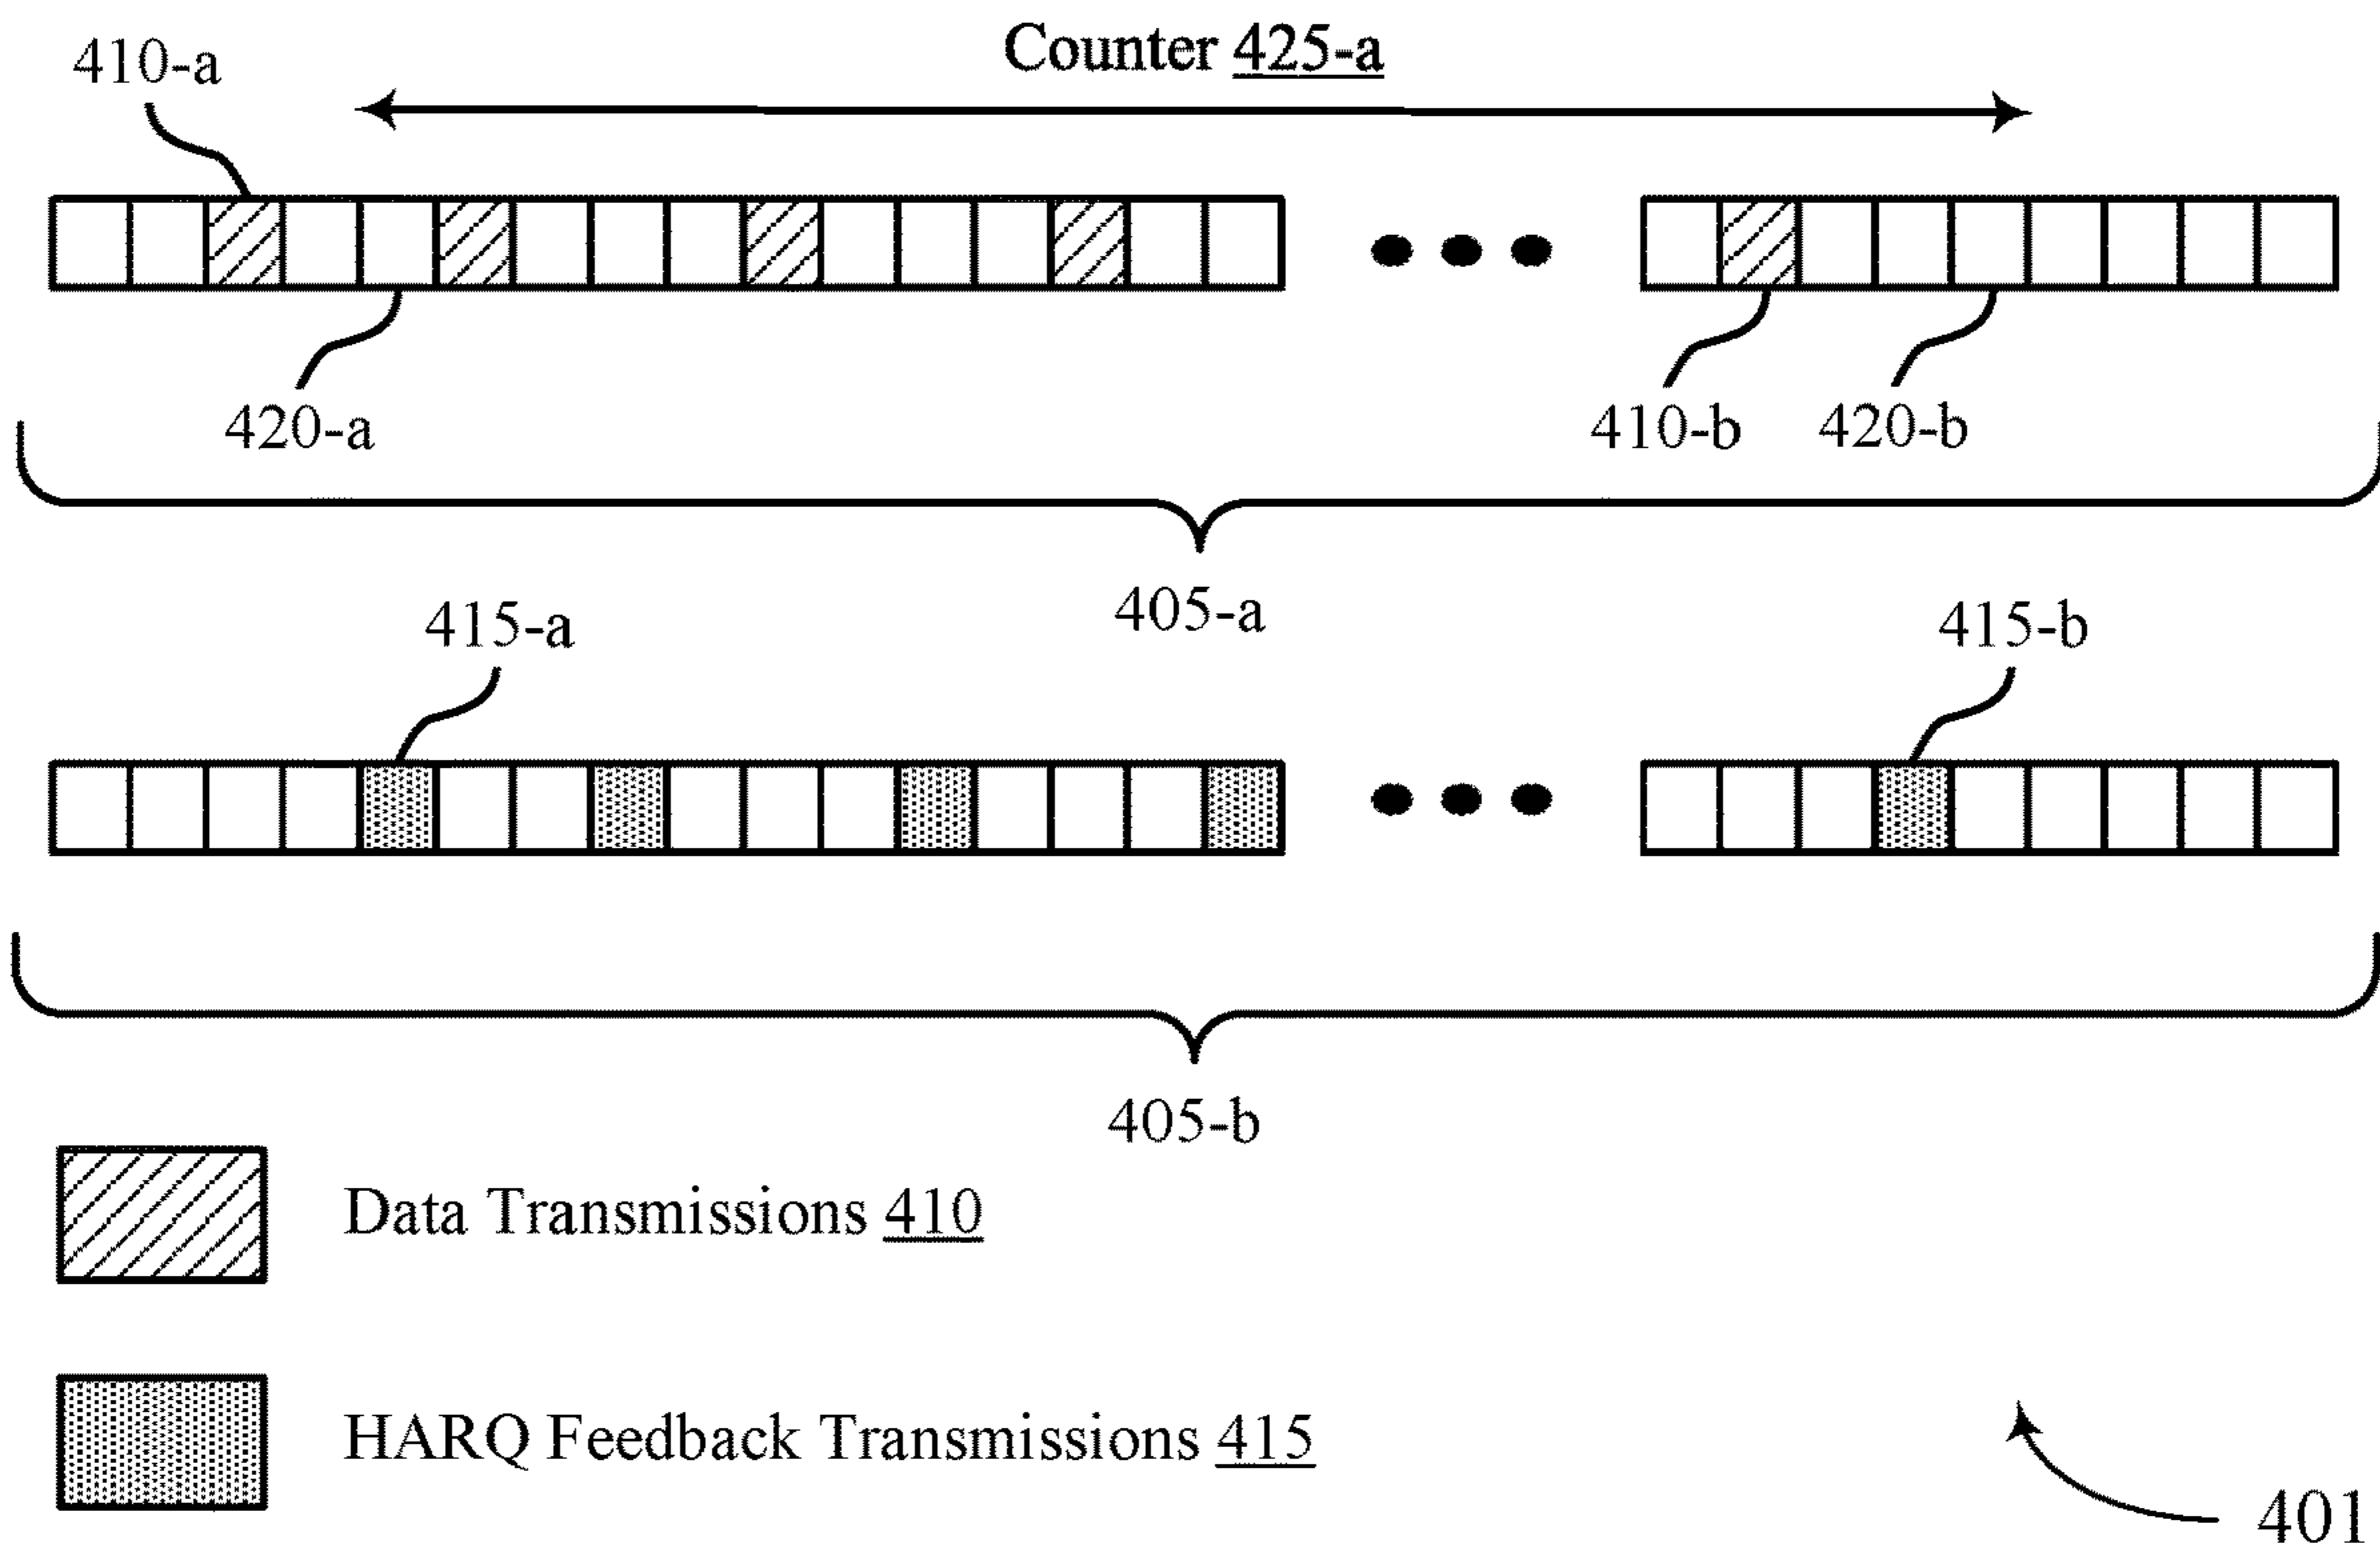 Counter 425-a
410-a
420-a
410-b
420-b
405-a
415-a
415-b
405-b
Data Transmissions 410
HARQ Feedback Transmissions 415
401